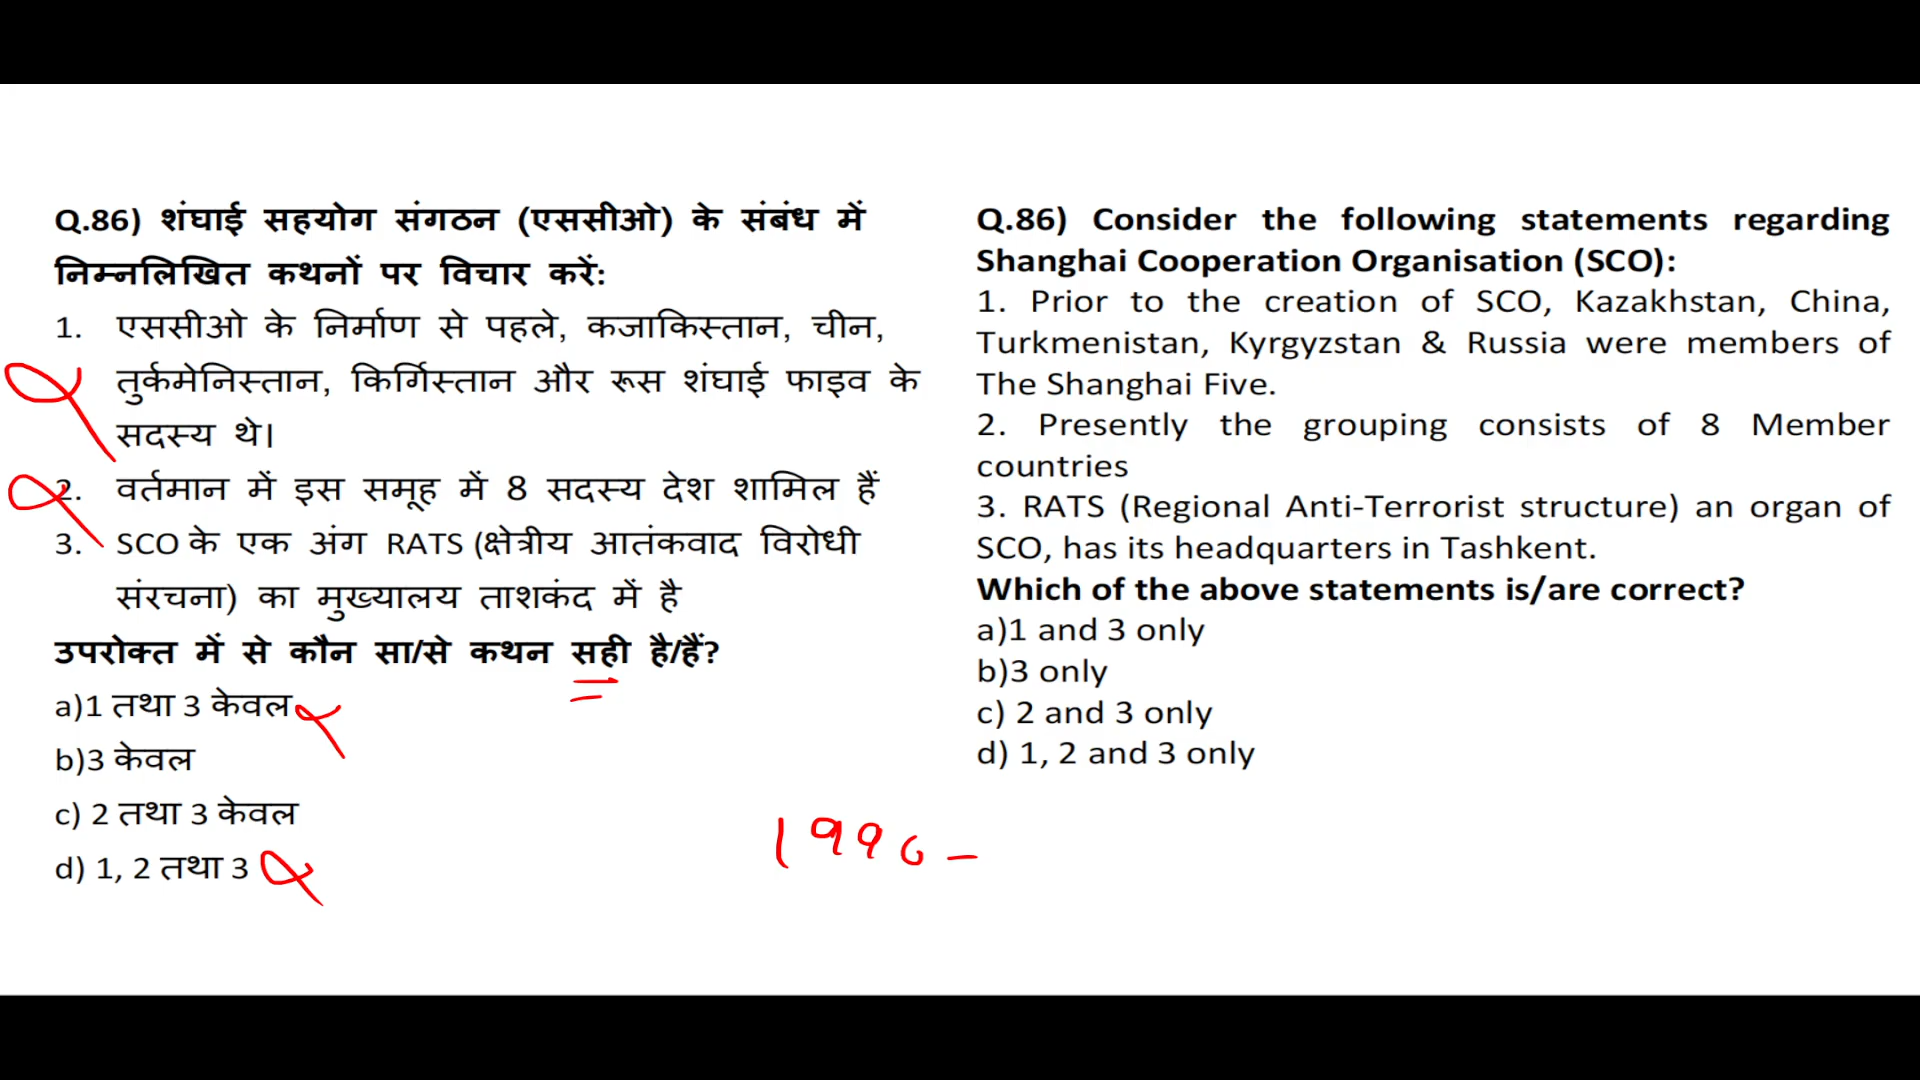 Q.86) शंघाई सहयोग संगठन (एससीओ) के संबंध में
निम्नलिखित कथनों पर विचार करें:
1. एससीओ के निर्माण से पहले, कजाकिस्तान, चीन,
तुर्कमेनिस्तान, किर्गिस्तान और रूस शंघाई फाइव के
सदस्य थे।
2. वर्तमान में इस समूह में 8 सदस्य देश शामिल हैं
3. SCO के एक अंग RATS (क्षेत्रीय आतंकवाद विरोधी
संरचना) का मुख्यालय ताशकंद में है
उपरोक्त में से कौन सा/से कथन सही है/हैं?
a)1 तथा 3 केवल
b)3 केवल
c) 2 तथा 3 केवल
d) 1, 2 तथा 3
Q.86) Consider the following statements regarding
Shanghai Cooperation Organisation (SCO):
1. Prior to the creation of SCO, Kazakhstan, China,
Turkmenistan, Kyrgyzstan & Russia were members of
The Shanghai Five.
2. Presently the grouping consists of 8 Member
countries
3. RATS (Regional Anti-Terrorist structure) an organ of
SCO, has its headquarters in Tashkent.
Which of the above statements is/are correct?
a)1 and 3 only
b)3 only
c) 2 and 3 only
d) 1, 2 and 3 only
1996 -